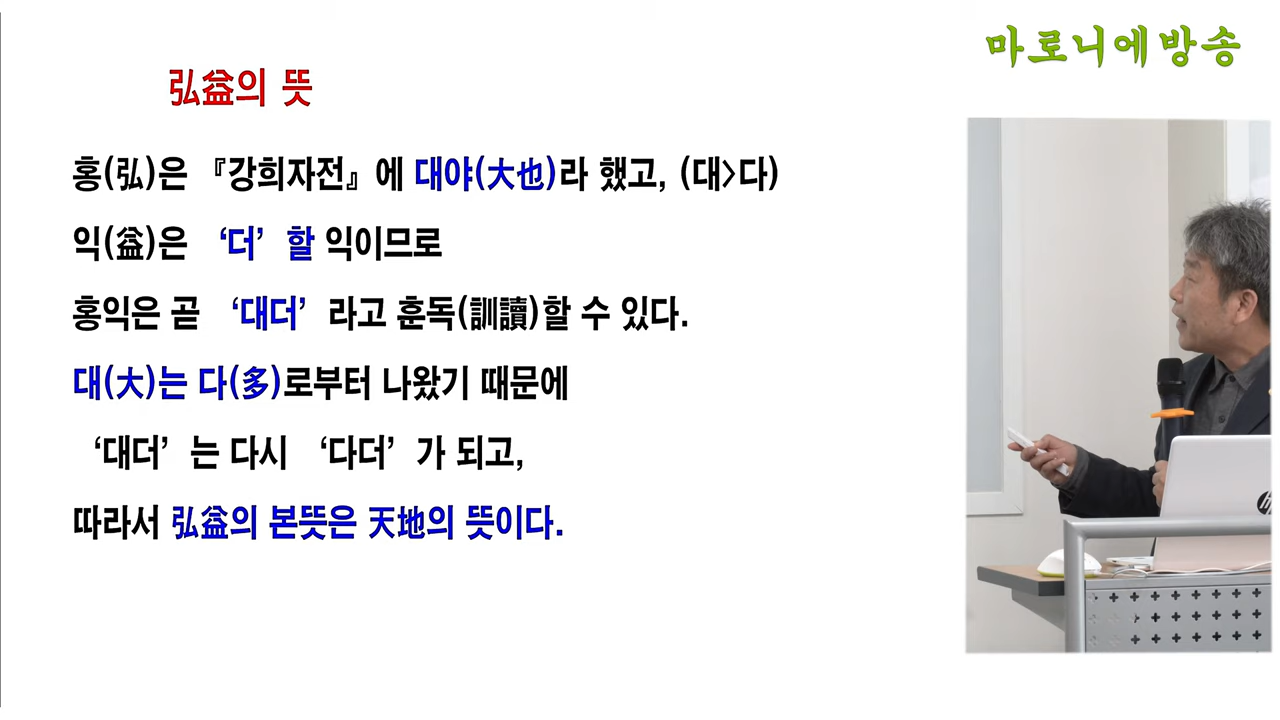 마로니에방송
弘益의 뜻
홍(弘)은 『강희자전』에 대야(大也)라 했고, (대>다)
익(益)은 ‘더’할 익이므로
홍익은 곧 ‘대더’라고 훈독(訓讀)할 수 있다.
대(大)는 다(多)로부터 나왔기 때문에
‘대더’는 다시 ‘다더’가 되고,
따라서 弘益의 본뜻은 天地의 뜻이다.
hp